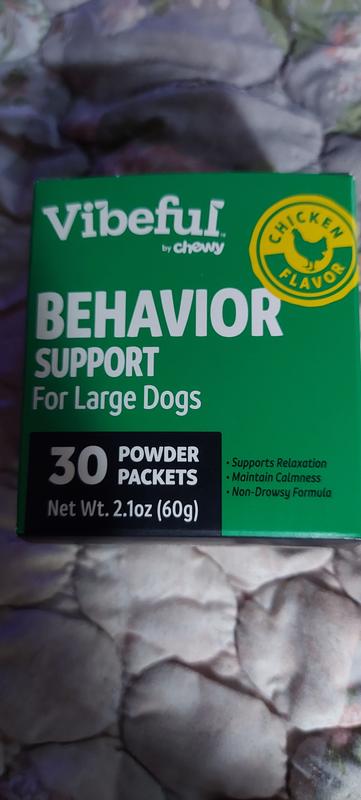 Vibeful™
by chewy
CHICKEN
FLAVOR
BEHAVIOR
SUPPORT
For Large Dogs
30 POWDER
PACKETS
Net Wt. 2.1oz (60g)
• Supports Relaxation
• Maintain Calmness
• Non-Drowsy Formula